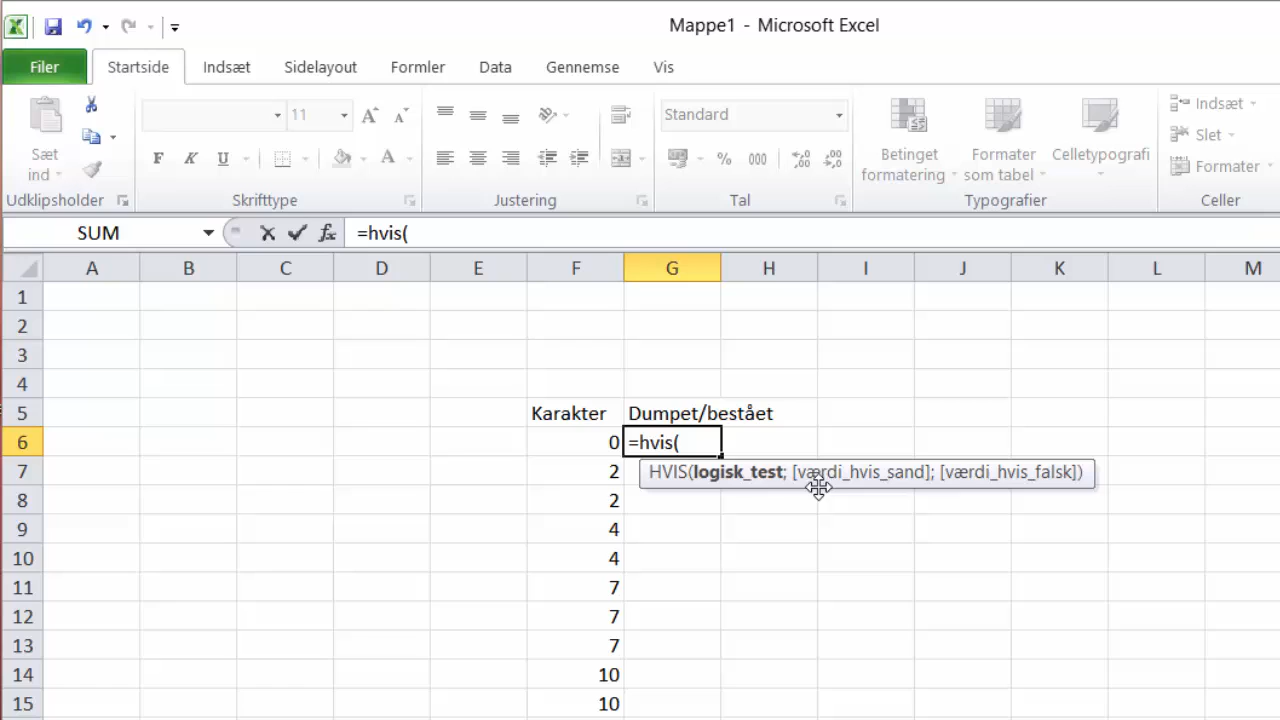 Mappe1 - Microsoft Excel
Filer Startside Indsæt Sidelayout Formler Data Gennemse Vis
11 A A Standard Indsæt
Slet
Formater
Sæt ind
F K U A % 000
Betinget formatering
Formater som tabel
Celletypografi
Udklipsholder Skrifttype Justering Tal Typografier Celler
SUM fx =hvis(
A B C D E F G H I J K L M
1
2
3
4
5 Karakter Dumpet/bestået
6 0 =hvis(
7 2 HVIS(logisk_test; [værdi_hvis_sand]; [værdi_hvis_falsk])
8 2
9 4
10 4
11 7
12 7
13 7
14 10
15 10